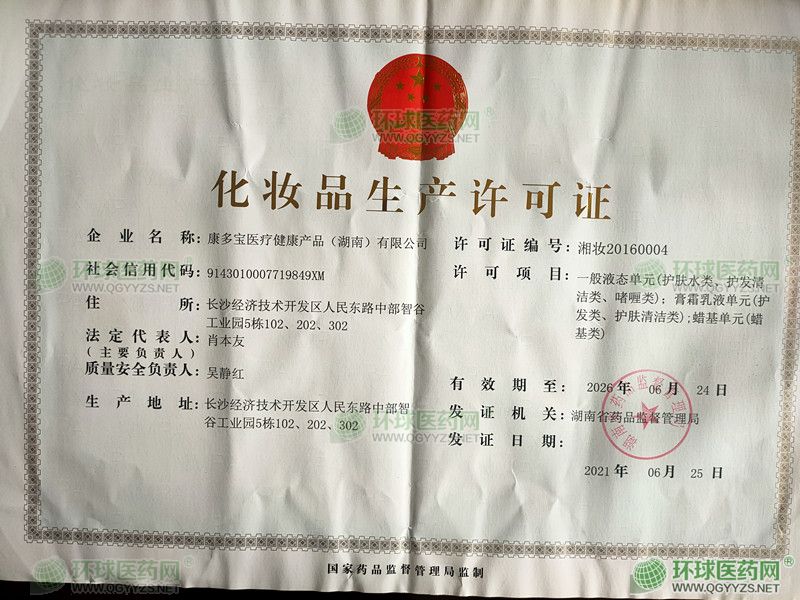 化妆品生产许可证
企业名称：康多宝医疗健康产品（湖南）有限公司
社会信用代码：9143010007719849XM
住所：长沙经济技术开发区人民东路中部智谷
工业园5栋102、202、302
法定代表人：肖本友
（主要负责人）
质量安全负责人：吴静红
生产地址：长沙经济技术开发区人民东路中部智
谷工业园5栋102、202、302
许可证编号：湘妆20160004
许可项目：一般液态单元(护肤水类、护发清
洁类、啫喱类)；膏霜乳液单元(护
发类、护肤清洁类);蜡基单元(蜡
基类)
有效期至：2026年 06月 24日
发证机关：湖南省药品监督管理局
发证日期：
2021年 06月 25日
国家药品监督管理局监制
环球医药网®
WWW.QGYYZS.NET